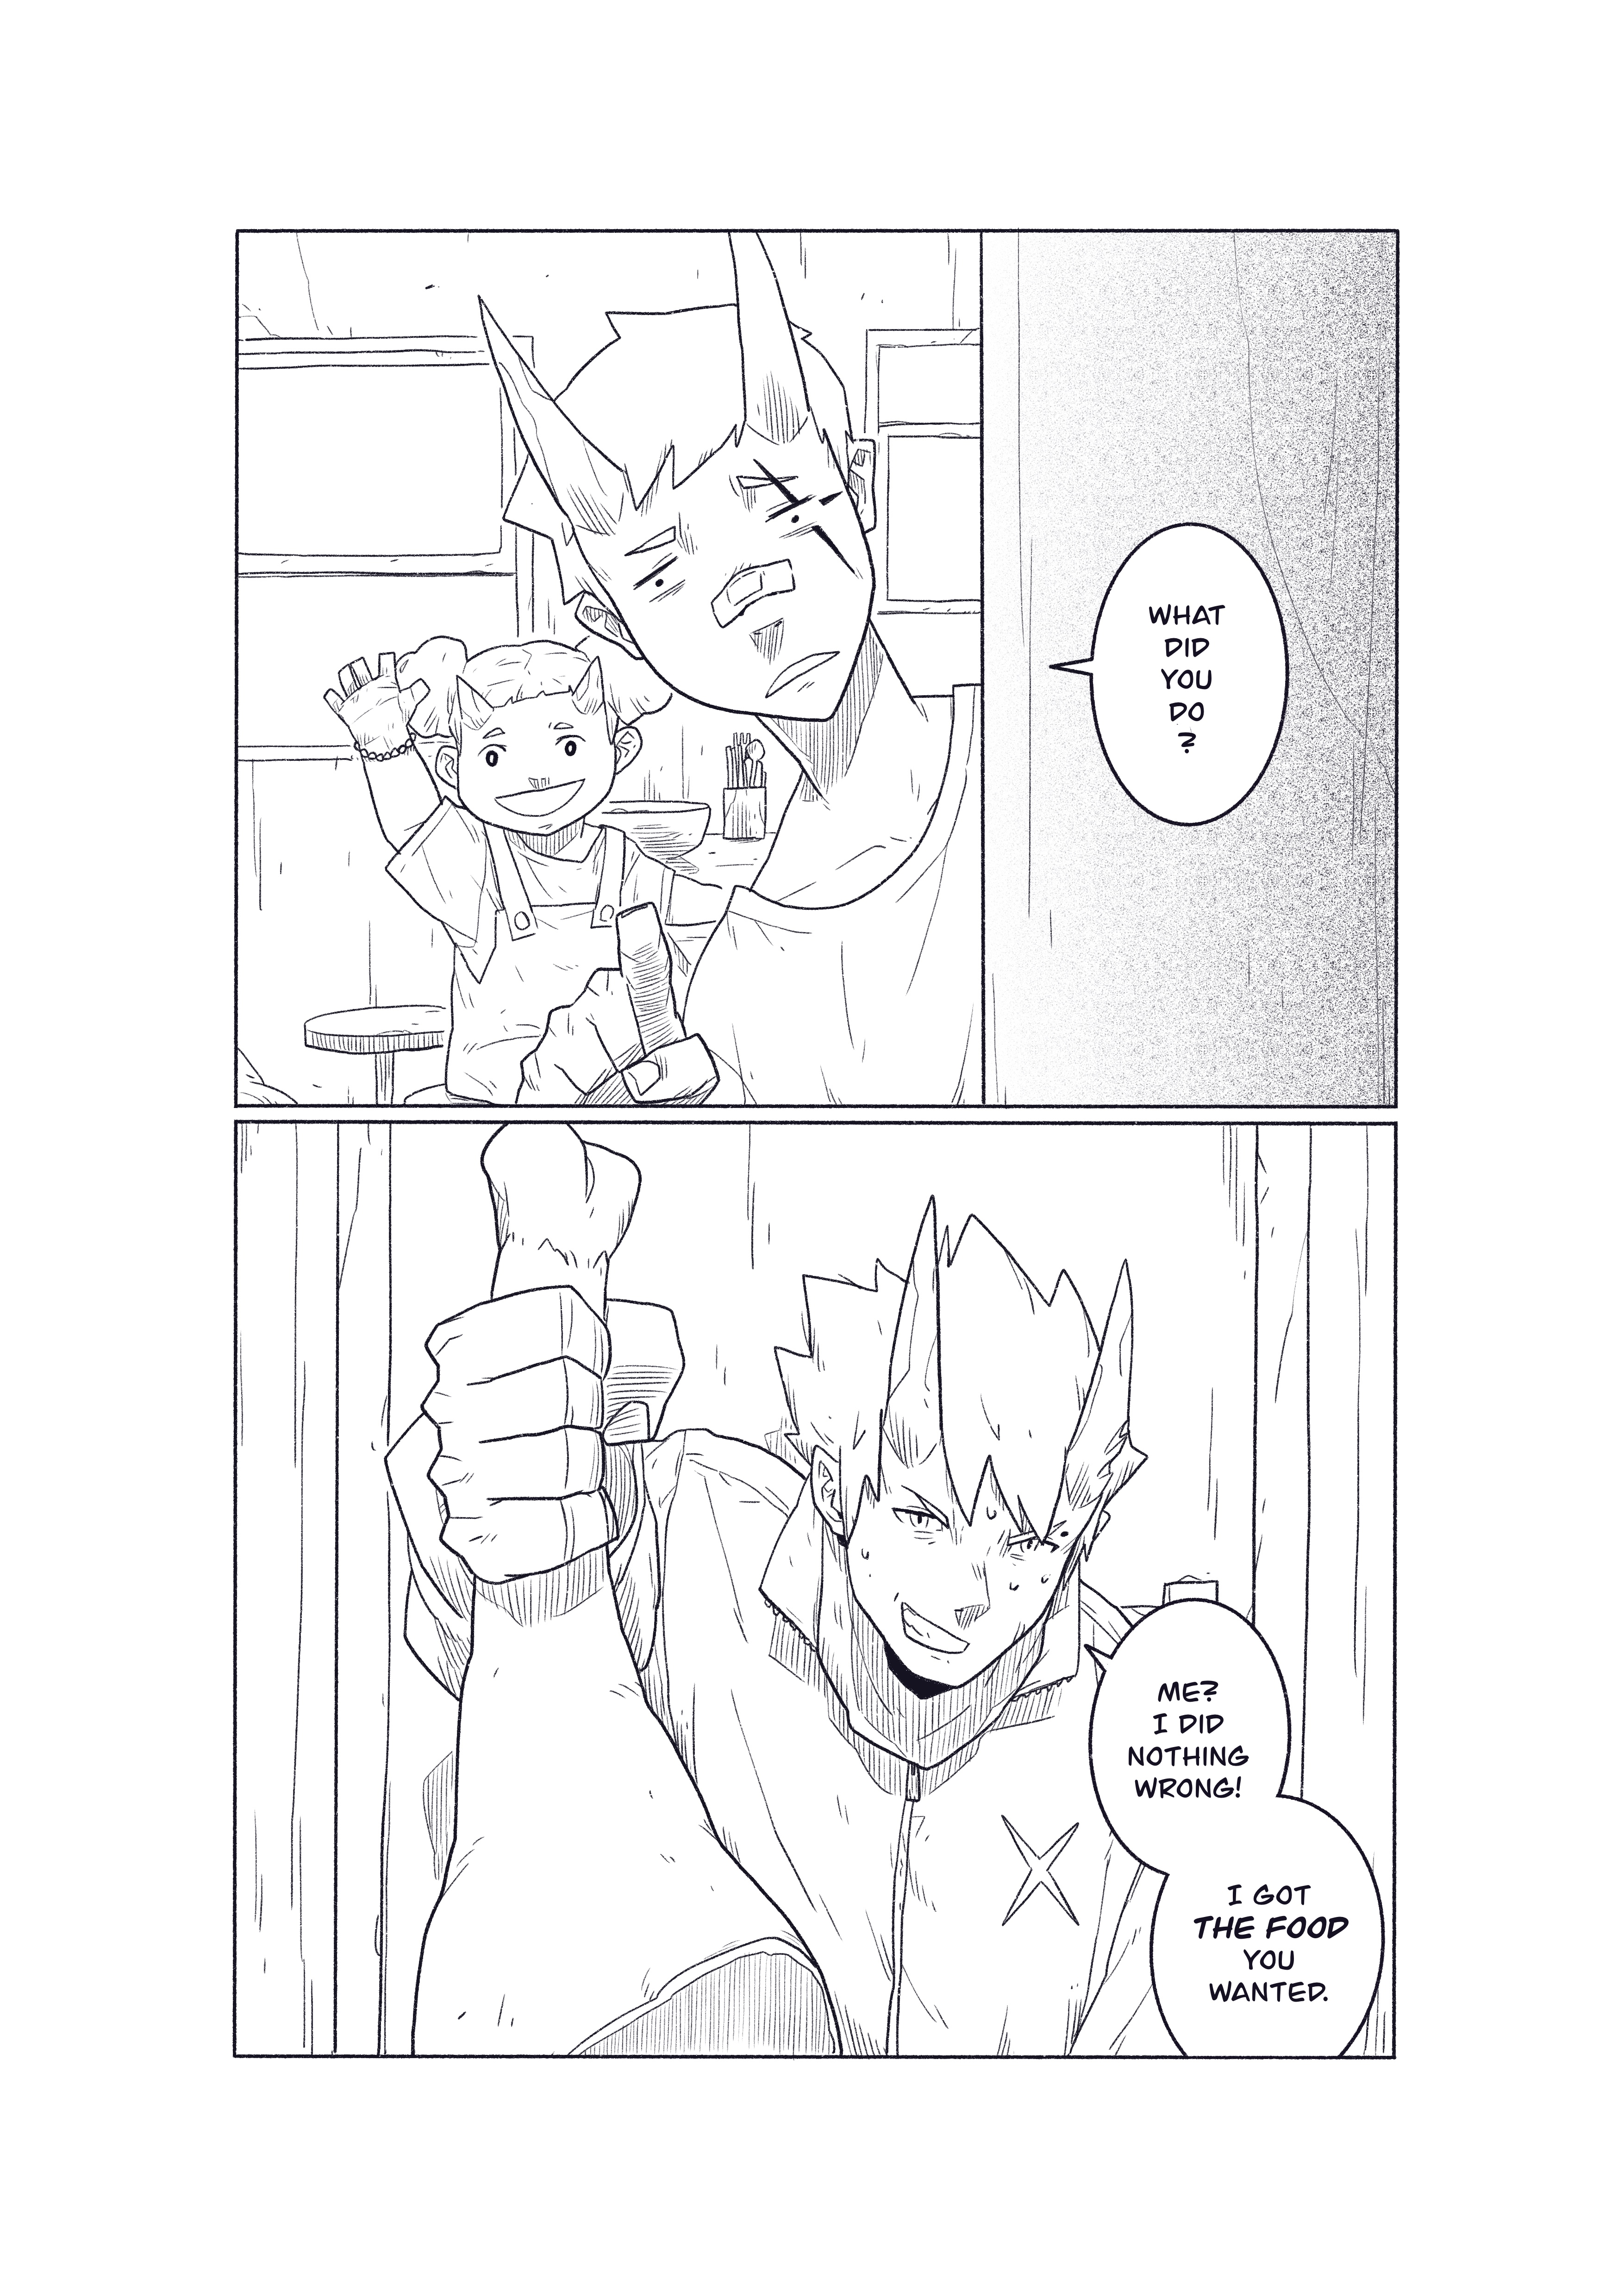 WHAT
DID
YOU
DO
?
ME?
I DID
NOTHING
WRONG!
I GOT
THE FOOD
YOU
WANTED.